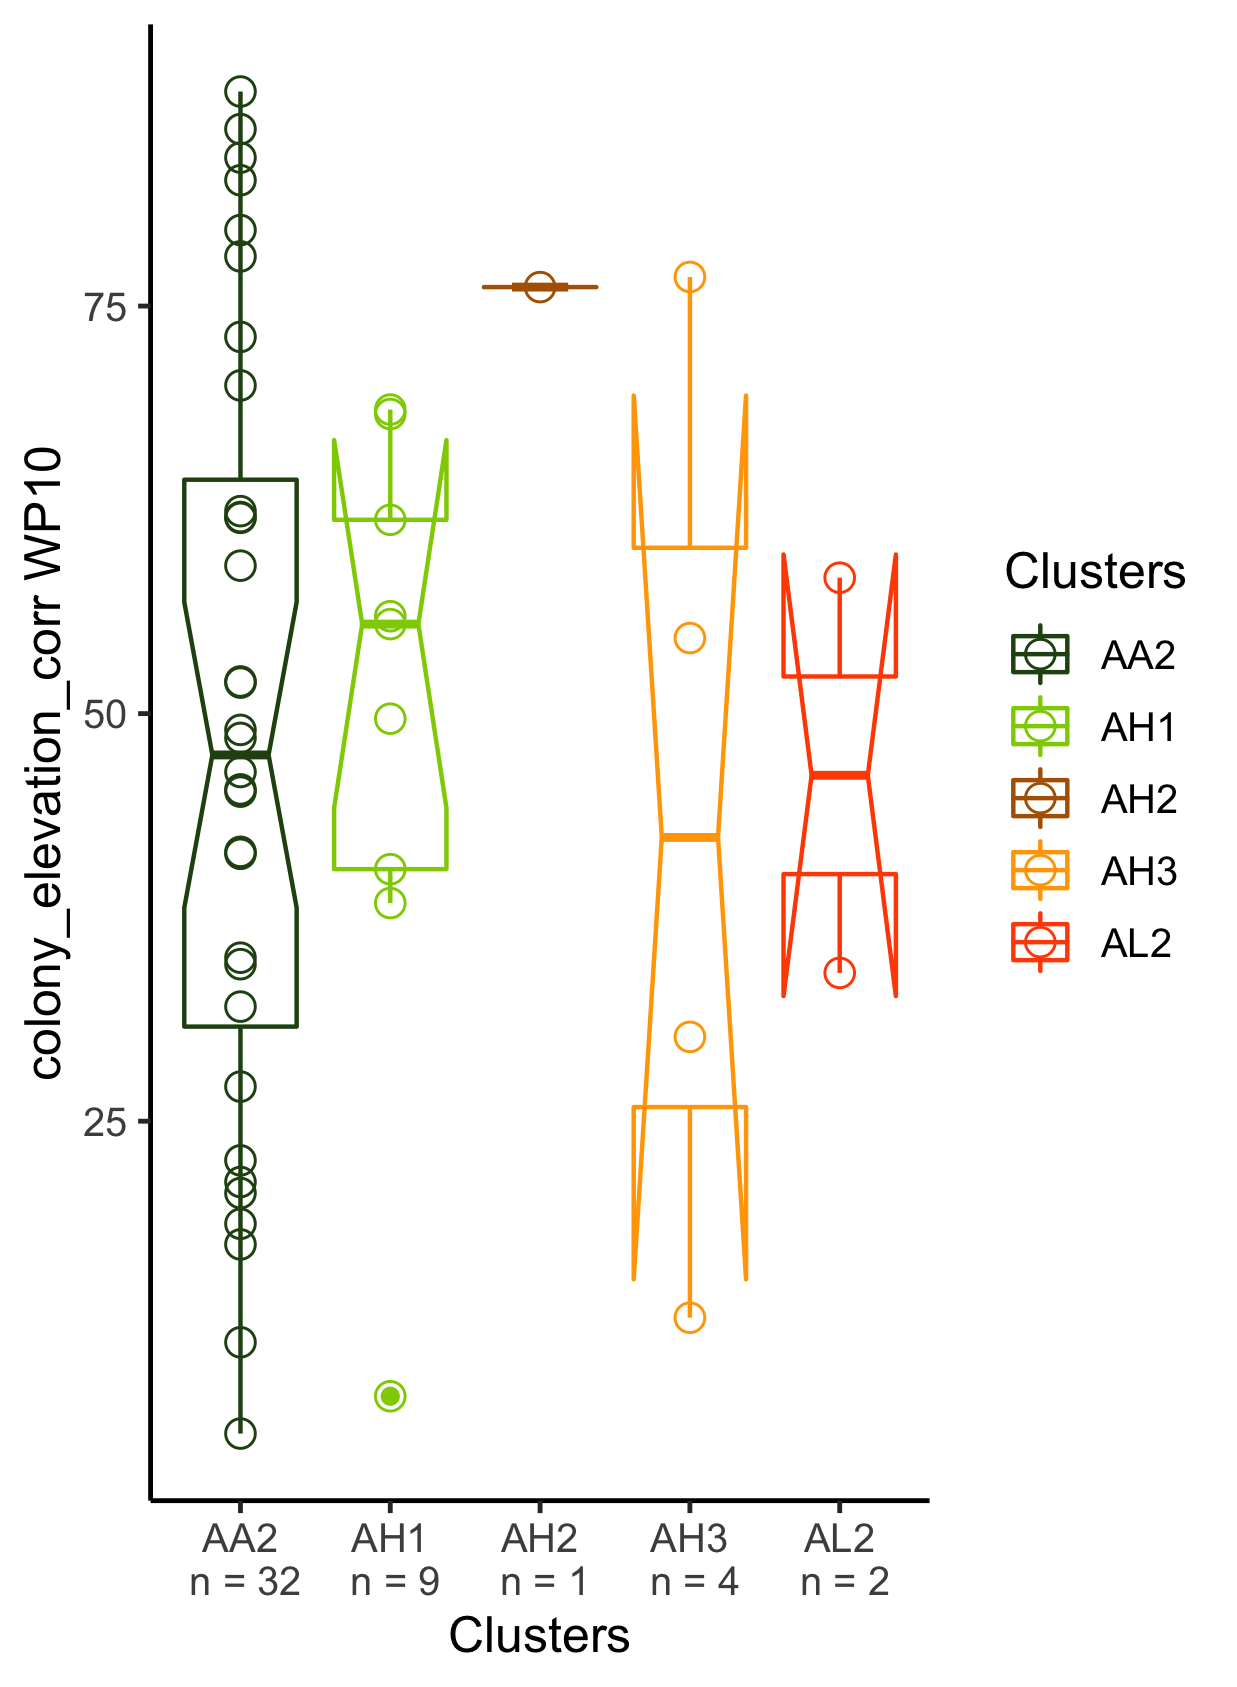 colony_elevation_corr WP10
75
50
25
AA2
n = 32
AH1
n = 9
AH2
n = 1
AH3
n = 4
AL2
n = 2
Clusters
Clusters
AA2
AH1
AH2
AH3
AL2